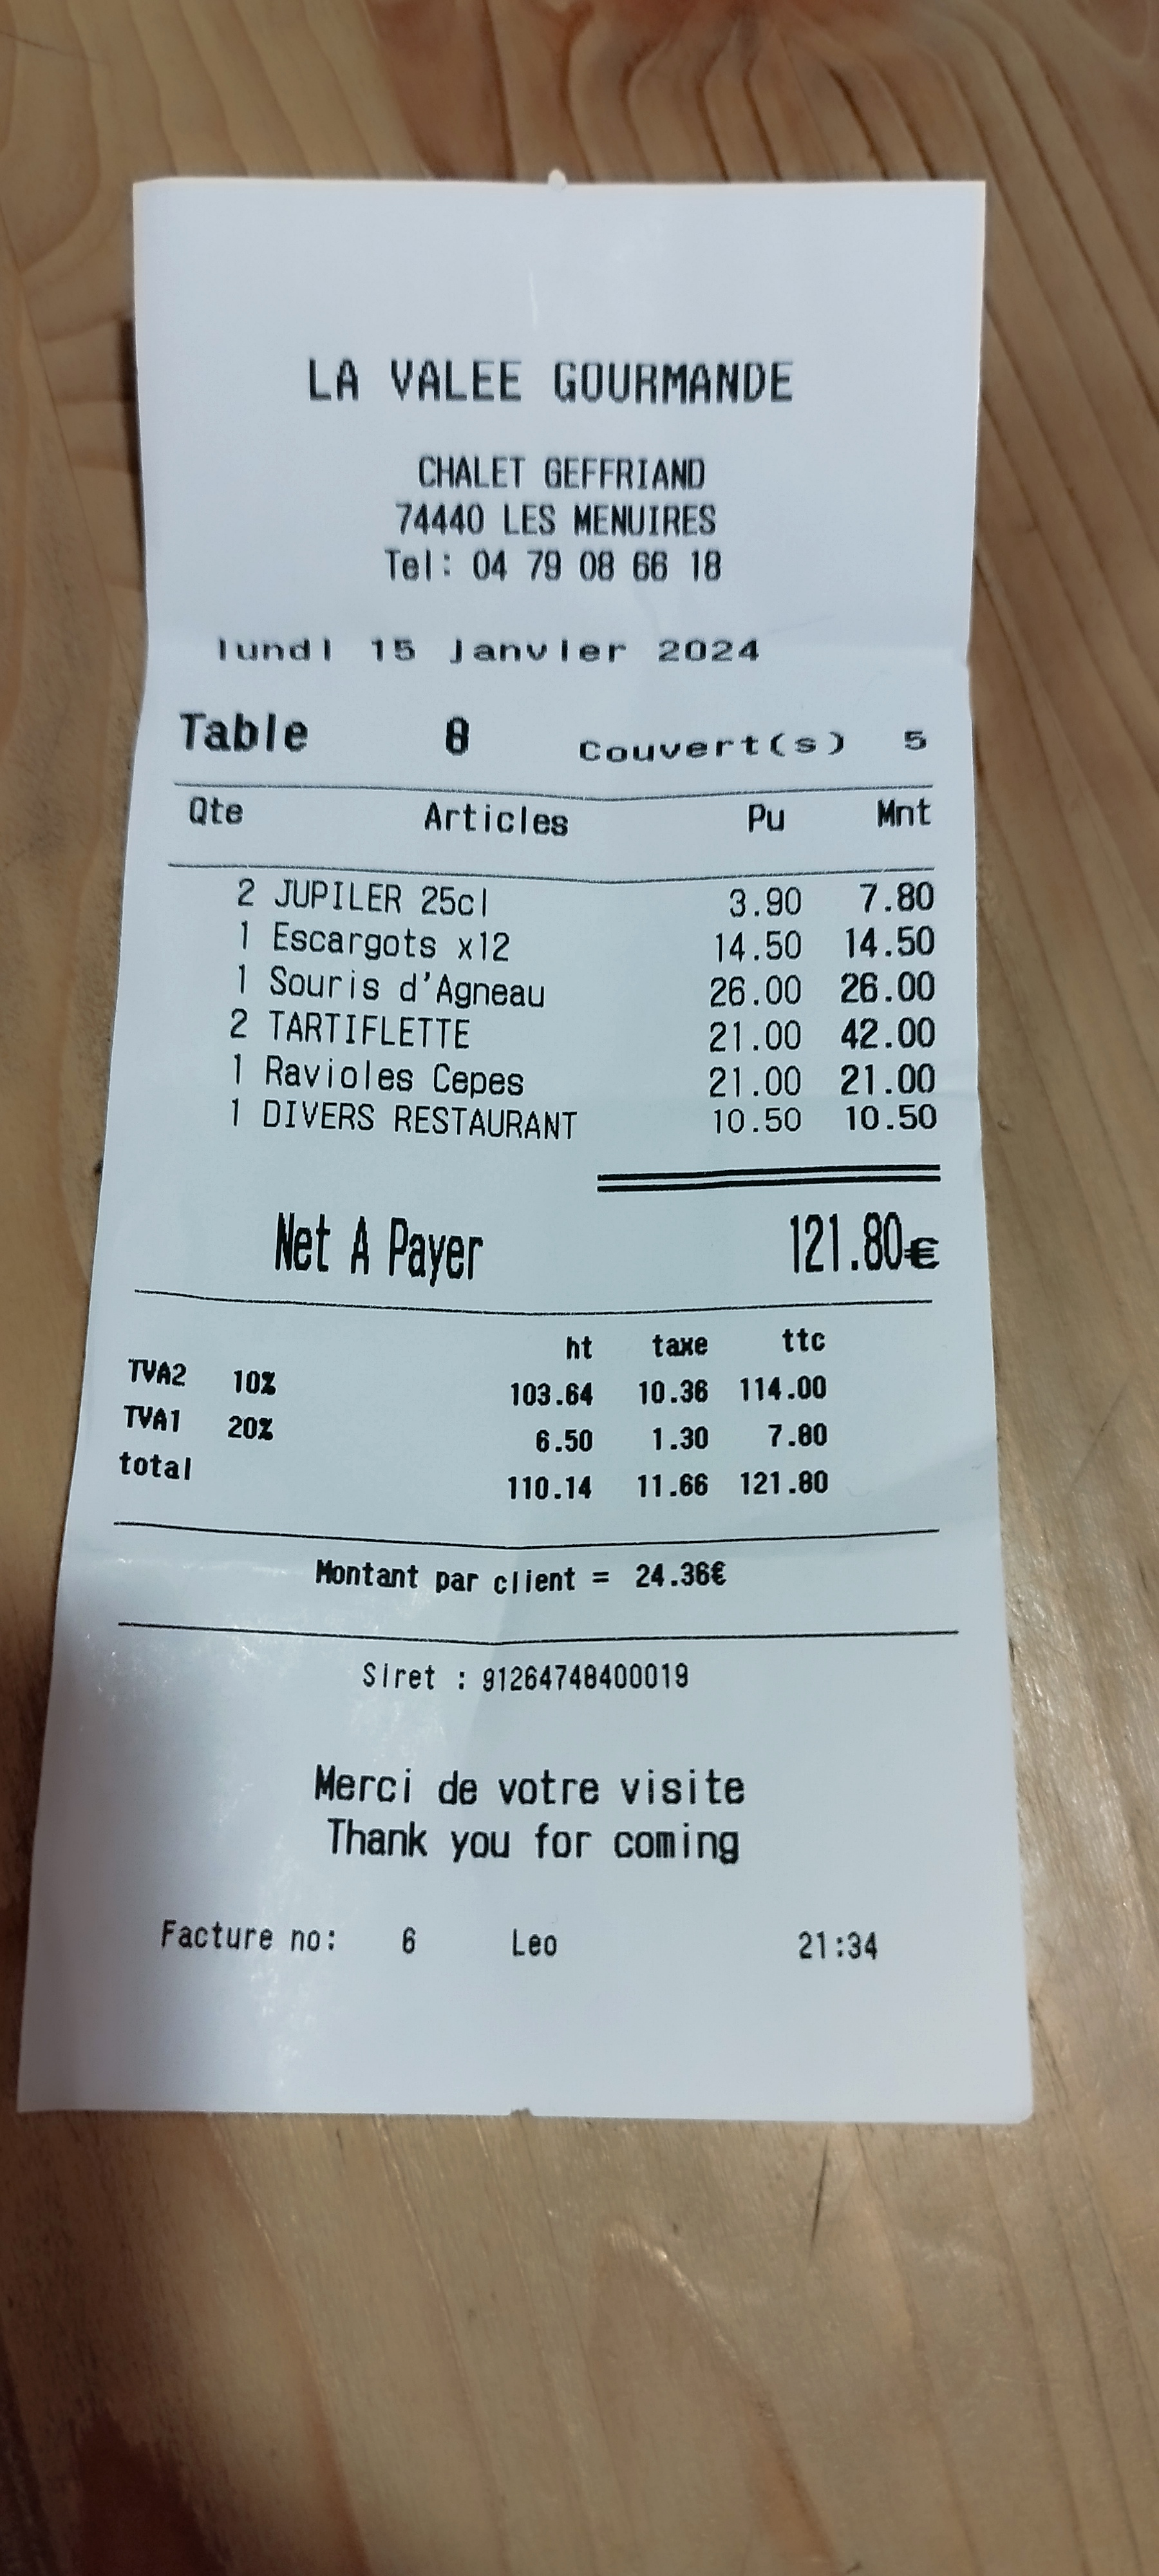 LA VALEE GOURMANDE
CHALET GEFFRIAND
74440 LES MENUIRES
Tel: 04 79 08 66 18
lundi 15 janvier 2024
Table 8 Couvert(s) 5
Qte Articles Pu Mnt
2 JUPILER 25cl 3.90 7.80
1 Escargots x12 14.50 14.50
1 Souris d'Agneau 26.00 26.00
2 TARTIFLETTE 21.00 42.00
1 Ravioles Cepes 21.00 21.00
1 DIVERS RESTAURANT 10.50 10.50
Net A Payer 121.80€
ht taxe ttc
TVA2 10% 103.64 10.36 114.00
TVA1 20% 6.50 1.30 7.80
total 110.14 11.66 121.80
Montant par client = 24.36€
Siret : 91264748400019
Merci de votre visite
Thank you for coming
Facture no: 6 Leo 21:34